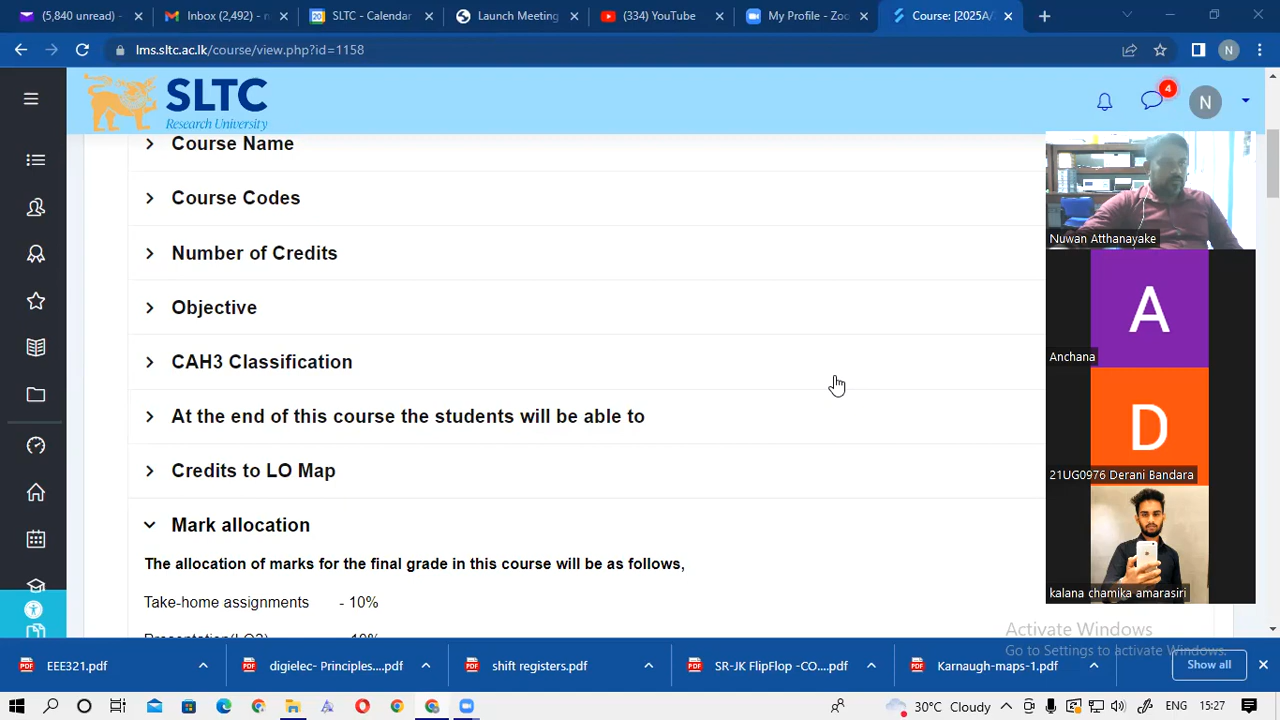 (5,840 unread) -
Inbox (2,492) - n
SLTC - Calendar
Launch Meeting
(334) YouTube
My Profile - Zoo
Course: [2025A/
lms.sltc.ac.lk/course/view.php?id=1158
N
SLTC
Research University
4
N
Course Name
Course Codes
Number of Credits
Objective
CAH3 Classification
At the end of this course the students will be able to
Credits to LO Map
Mark allocation
The allocation of marks for the final grade in this course will be as follows,
Take-home assignments - 10%
Presentation(LO2) 10%
Nuwan Atthanayake
A
Anchana
D
21UG0976 Derani Bandara
kalana chamika amarasiri
Activate Windows
Go to Settings to activate Windows.
EEE321.pdf
digielec- Principles....pdf
shift registers.pdf
SR-JK FlipFlop -CO....pdf
Karnaugh-maps-1.pdf
Show all
30°C Cloudy
ENG
15:27